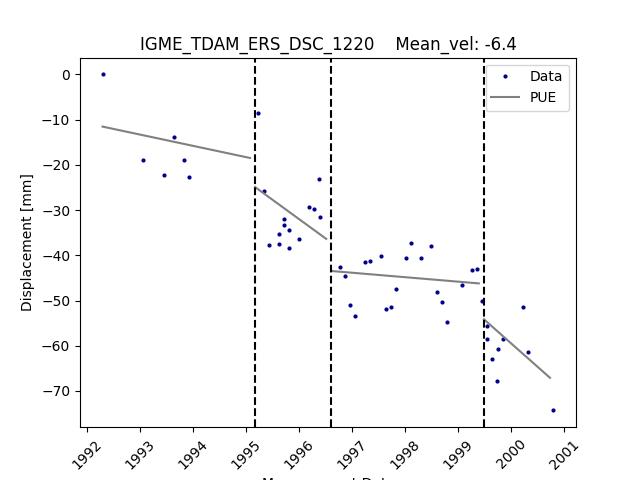 IGME_TDAM_ERS_DSC_1220    Mean_vel: -6.4
Data
PUE
0
−10
−20
−30
−40
−50
−60
−70
Displacement [mm]
1992 1993 1994 1995 1996 1997 1998 1999 2000 2001